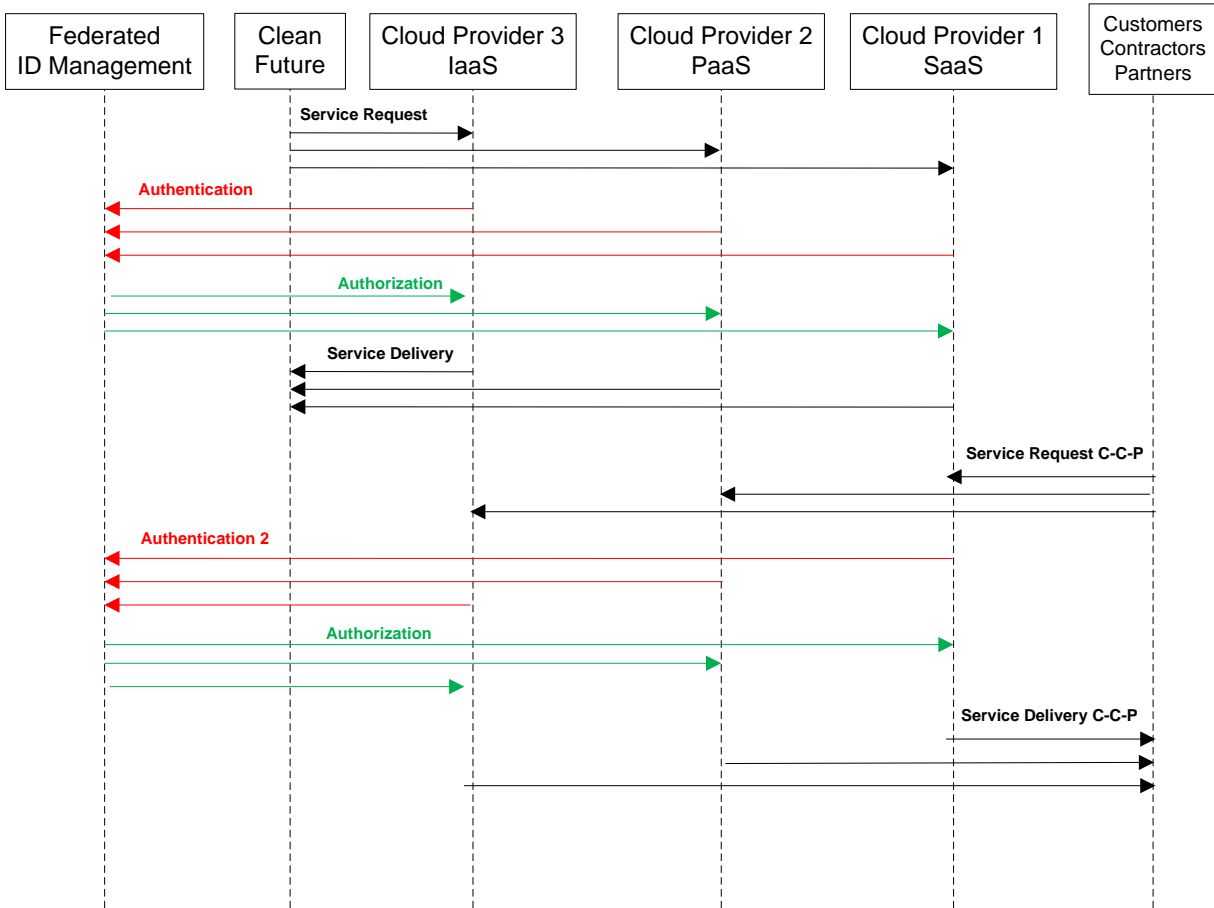 Federated
ID Management
Clean
Future
Cloud Provider 3
IaaS
Cloud Provider 2
PaaS
Cloud Provider 1
SaaS
Customers
Contractors
Partners
Service Request
Authentication
Authorization
Service Delivery
Service Request C-C-P
Authentication 2
Authorization
Service Delivery C-C-P